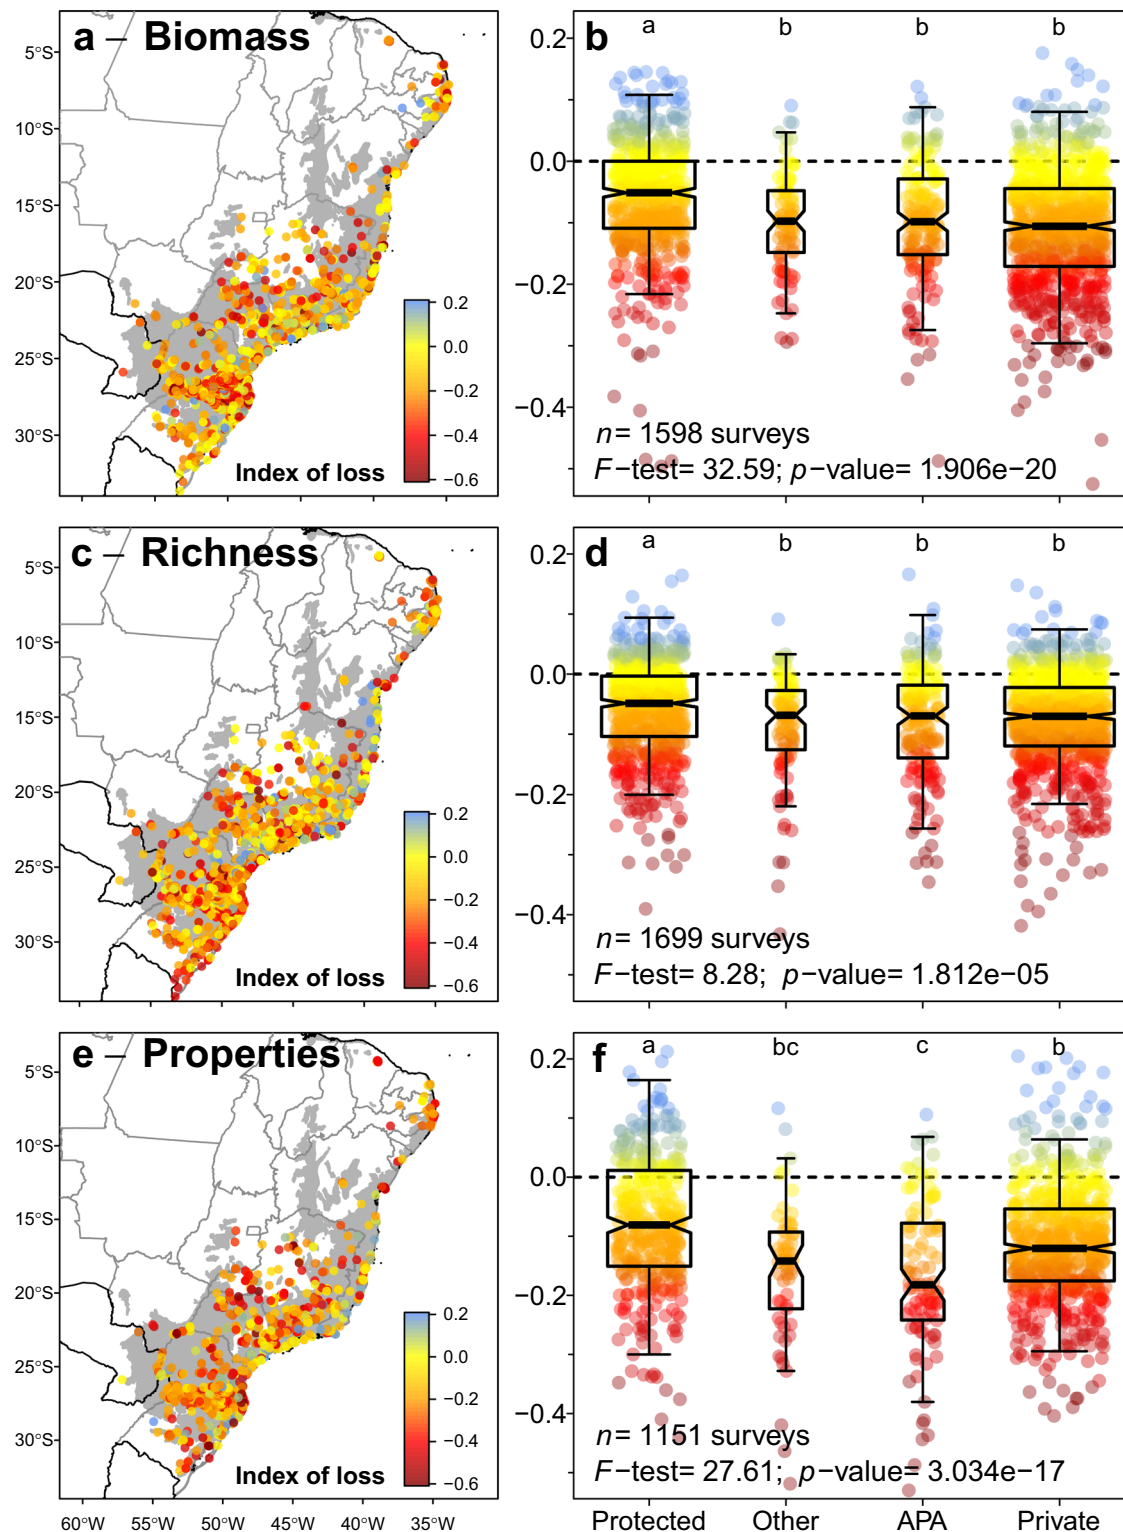 a – Biomass
5°S
10°S
15°S
20°S
25°S
30°S
0.2
0.0
−0.2
−0.4
−0.6
Index of loss
b
a b b b
0.2
0.0
−0.2
−0.4
n= 1598 surveys
F−test= 32.59; p−value= 1.906e−20
c – Richness
5°S
10°S
15°S
20°S
25°S
30°S
0.2
0.0
−0.2
−0.4
−0.6
Index of loss
d
a b b b
0.2
0.0
−0.2
−0.4
n= 1699 surveys
F−test= 8.28; p−value= 1.812e−05
e – Properties
5°S
10°S
15°S
20°S
25°S
30°S
0.2
0.0
−0.2
−0.4
−0.6
Index of loss
60°W 55°W 50°W 45°W 40°W 35°W
f
a bc c b
0.2
0.0
−0.2
−0.4
n= 1151 surveys
F−test= 27.61; p−value= 3.034e−17
Protected Other APA Private